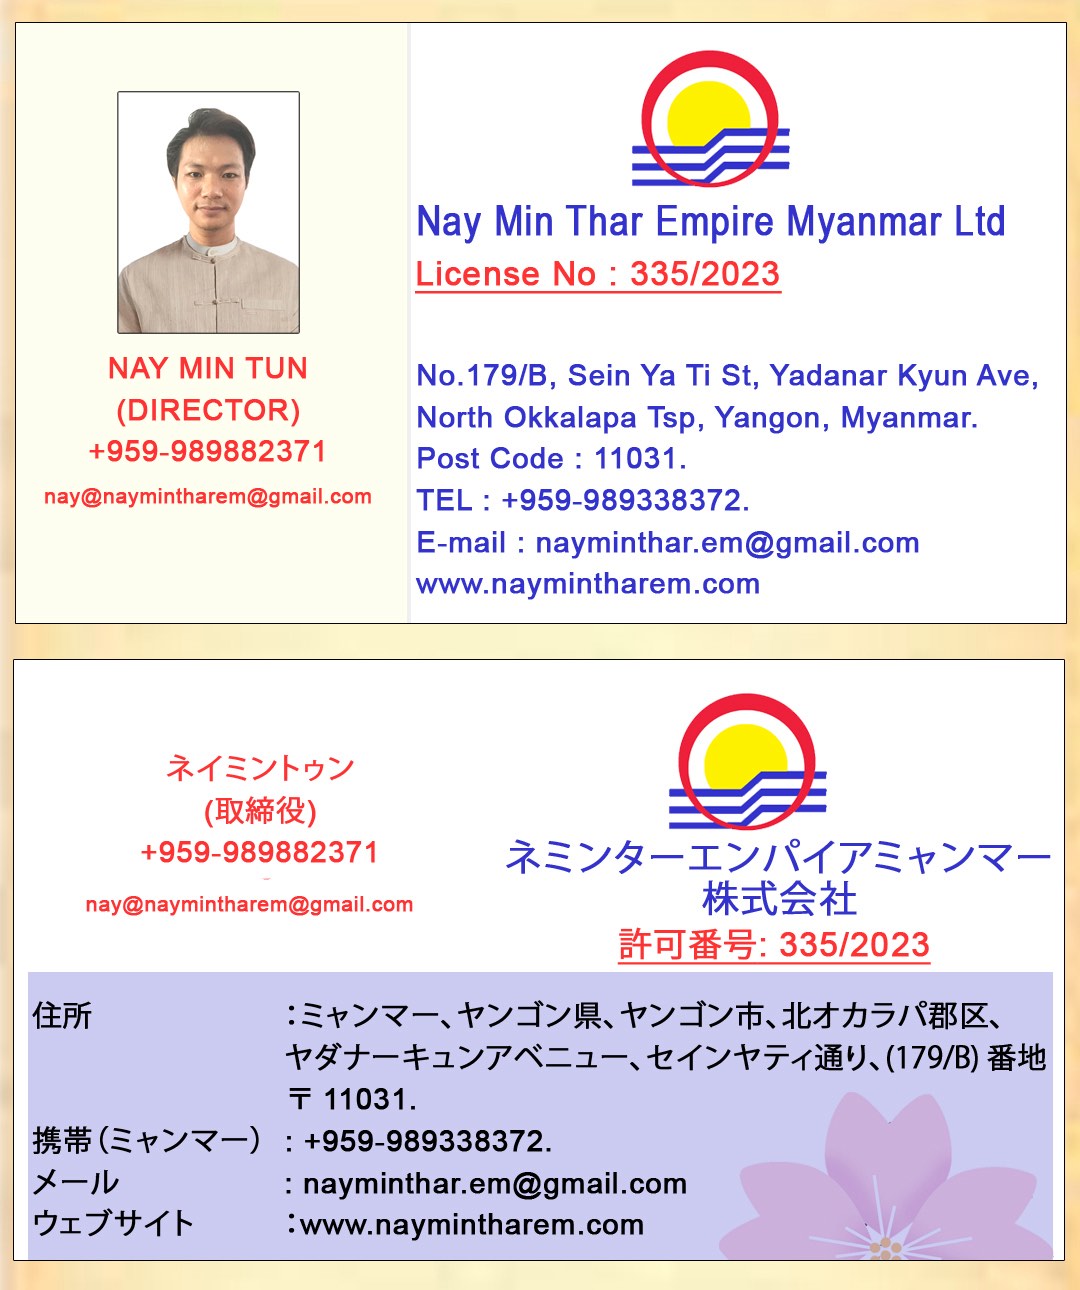 Nay Min Thar Empire Myanmar Ltd
License No : 335/2023
NAY MIN TUN
(DIRECTOR)
+959-989882371
nay@naymintharem@gmail.com
No.179/B, Sein Ya Ti St, Yadanar Kyun Ave,
North Okkalapa Tsp, Yangon, Myanmar.
Post Code : 11031.
TEL : +959-989338372.
E-mail : nayminthar.em@gmail.com
www.naymintharem.com
ネイミントゥン
(取締役)
+959-989882371
nay@naymintharem@gmail.com
ネミンターエンパイアミャンマー
株式会社
許可番号: 335/2023
住所 :ミャンマー、ヤンゴン県、ヤンゴン市、北オカラパ郡区、
ヤダナーキュンアベニュー、セインヤティ通り、(179/B) 番地
〒 11031.
携帯（ミャンマー） : +959-989338372.
メール : nayminthar.em@gmail.com
ウェブサイト :www.naymintharem.com